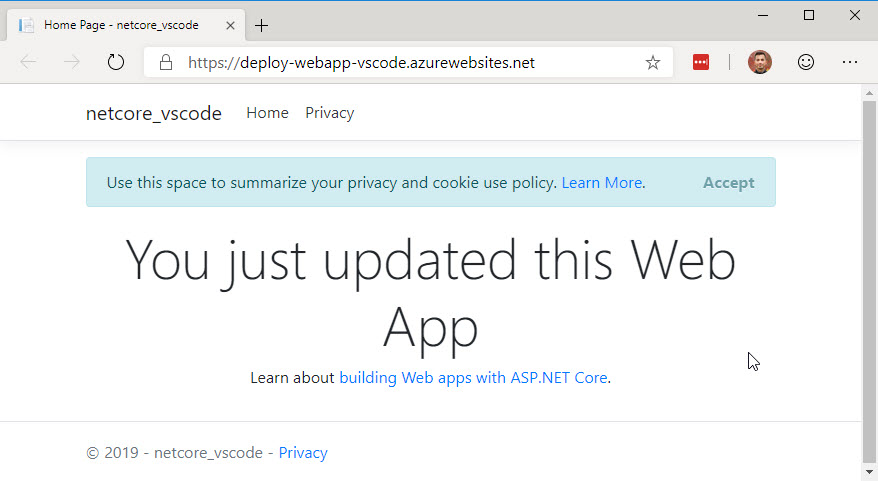 Home Page - netcore_vscode
https://deploy-webapp-vscode.azurewebsites.net
netcore_vscode Home Privacy
Use this space to summarize your privacy and cookie use policy. Learn More. Accept
You just updated this Web
App
Learn about building Web apps with ASP.NET Core.
© 2019 - netcore_vscode - Privacy